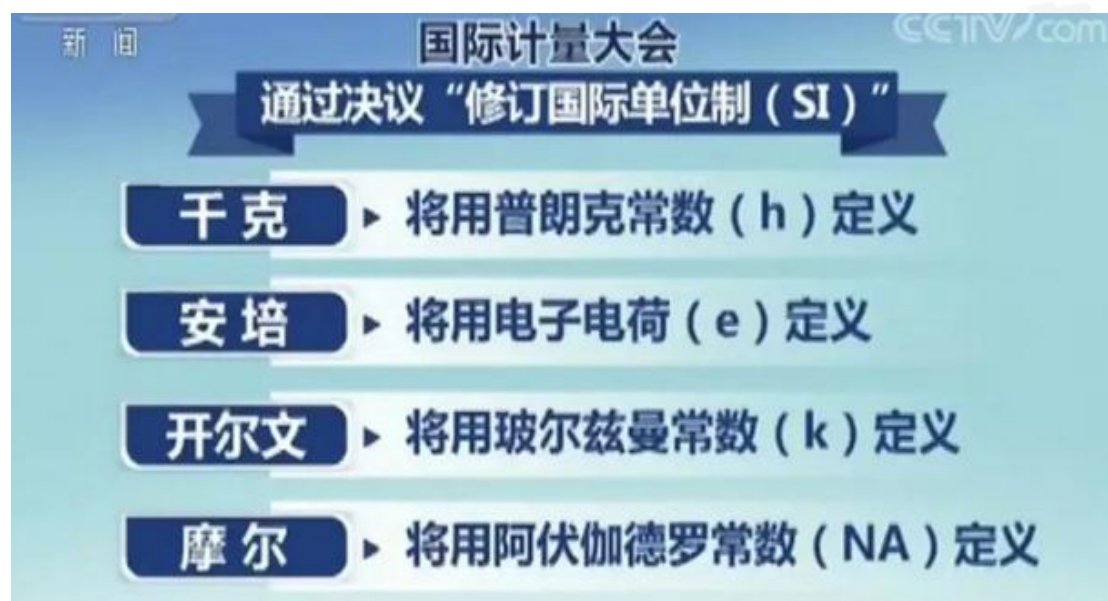 新 闻
CCTV.com
国际计量大会
通过决议“修订国际单位制（SI）”
千克 ▸ 将用普朗克常数（h）定义
安培 ▸ 将用电子电荷（e）定义
开尔文 ▸ 将用玻尔兹曼常数（k）定义
摩尔 ▸ 将用阿伏伽德罗常数（NA）定义